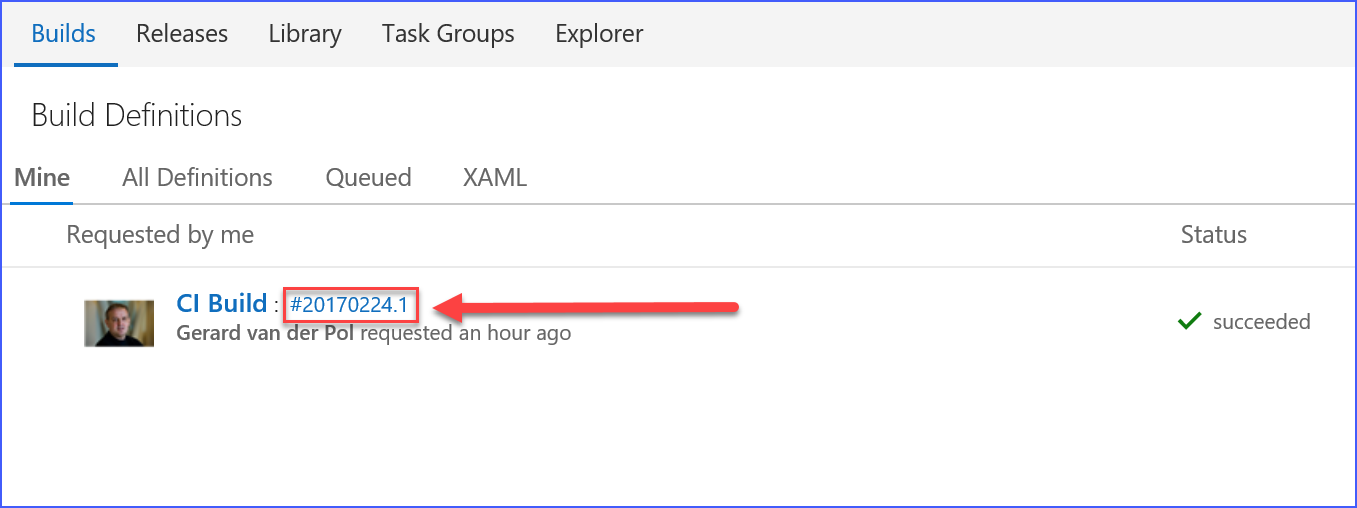 Builds Releases Library Task Groups Explorer
Build Definitions
Mine All Definitions Queued XAML
Requested by me Status
CI Build : #20170224.1
Gerard van der Pol requested an hour ago
succeeded